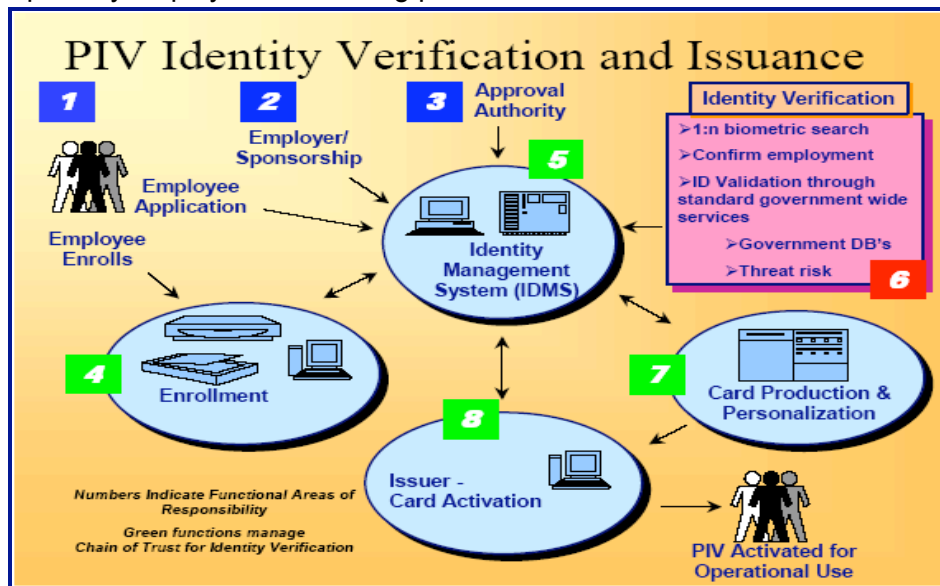 PIV Identity Verification and Issuance
1
2
3
Approval
Authority
Identity Verification
Employer/
Sponsorship
5
➢1:n biometric search
➢Confirm employment
➢ID Validation through
standard government wide
services
➢Government DB's
➢Threat risk
6
Employee
Application
Employee
Enrolls
Identity
Management
System (IDMS)
4
Enrollment
7
Card Production &
Personalization
8
Issuer -
Card Activation
Numbers Indicate Functional Areas of
Responsibility
Green functions manage
Chain of Trust for Identity Verification
PIV Activated for
Operational Use